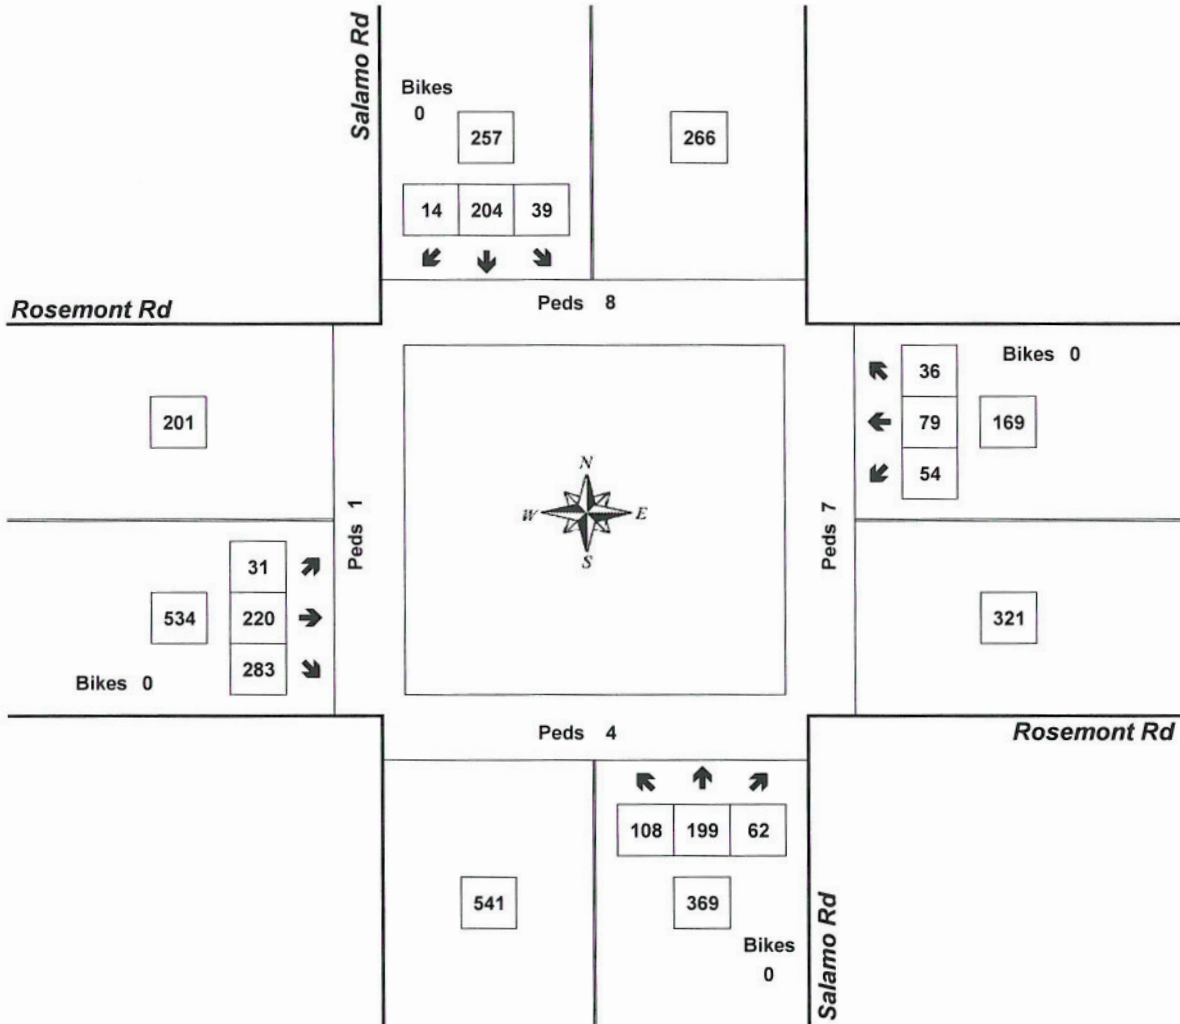 Salamo Rd
Bikes
0
257
266
14 204 39
Peds 8
Rosemont Rd
Bikes 0
36
79
54
169
201
N
W E
S
Peds 1
Peds 7
31
220
283
534
321
Bikes 0
Peds 4
Rosemont Rd
108 199 62
541
369
Bikes
0
Salamo Rd